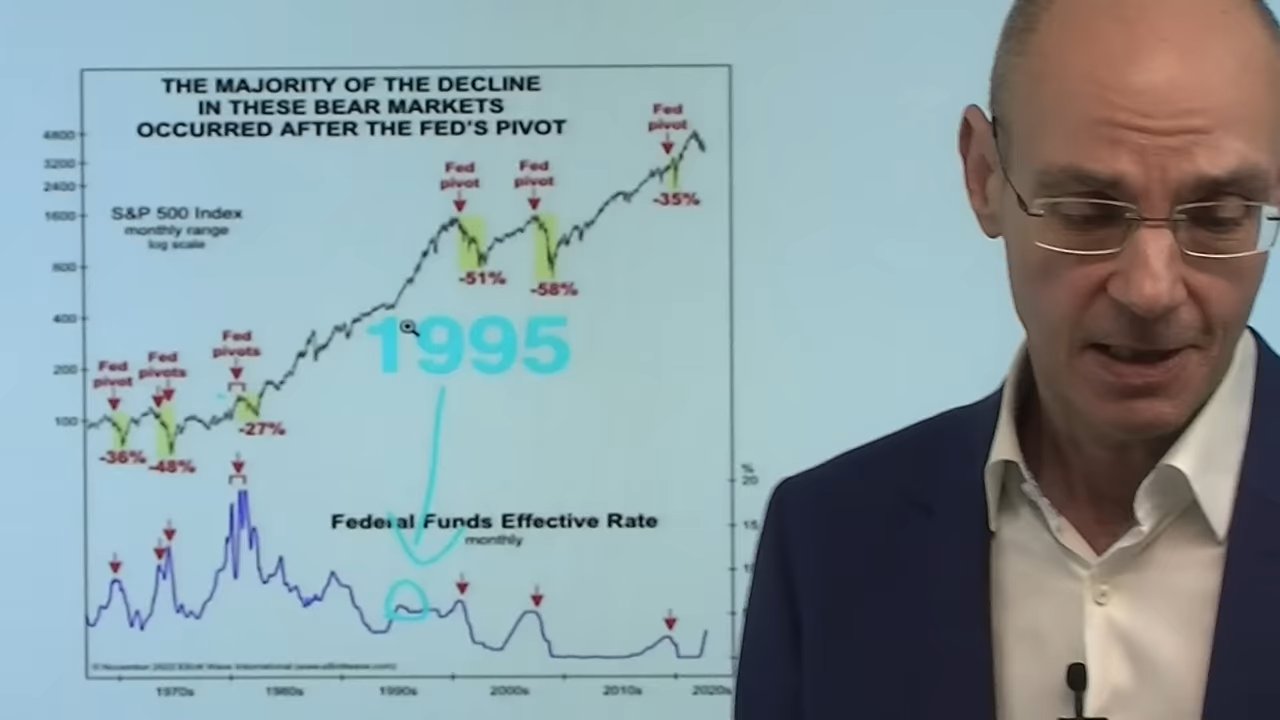 THE MAJORITY OF THE DECLINE
IN THESE BEAR MARKETS
OCCURRED AFTER THE FED'S PIVOT
4800
3200
2400
1600
800
400
200
100
S&P 500 Index
monthly range
log scale
Fed
pivot
Fed
pivots
Fed
pivots
Fed
pivot
Fed
pivot
Fed
pivot
-36%
-48%
-27%
-51%
-58%
-35%
1995
Federal Funds Effective Rate
monthly
%
20
15
1970s
1980s
1990s
2000s
2010s
2020s